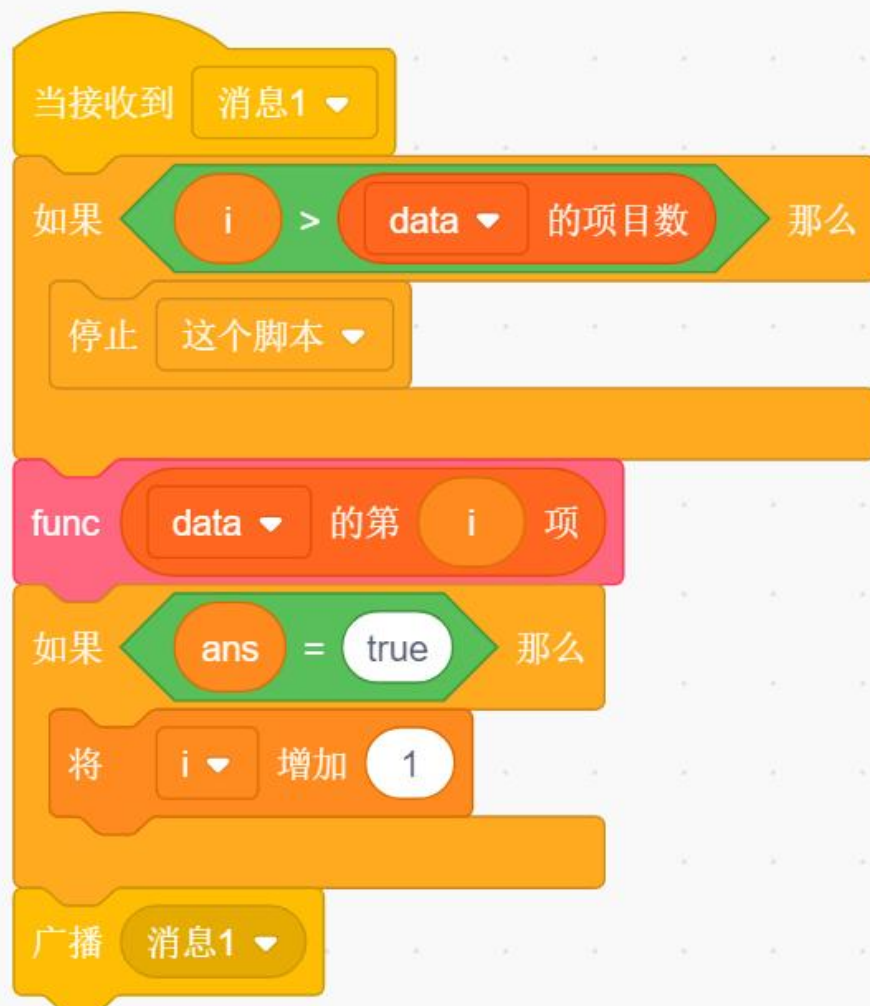 当接收到 消息1
如果 i > data 的项目数 那么
停止 这个脚本
func data 的第 i 项
如果 ans = true 那么
将 i 增加 1
广播 消息1